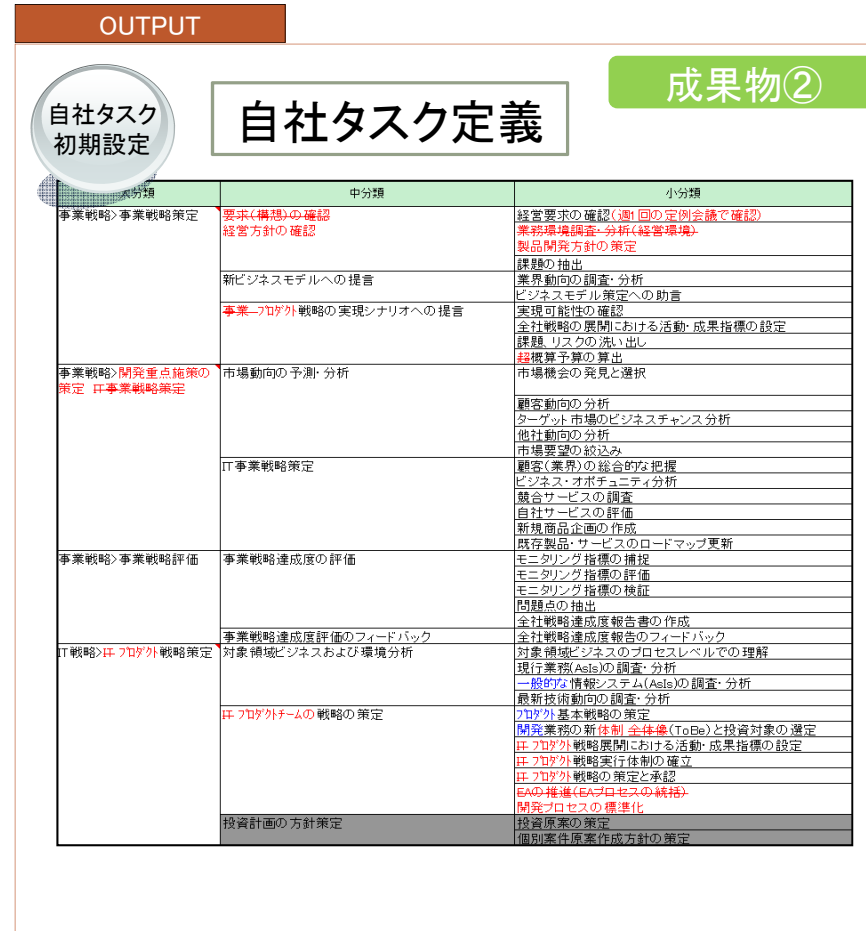 OUTPUT
成果物②
自社タスク
初期設定
自社タスク定義
大分類 中分類 小分類
事業戦略>事業戦略策定 要求(構想)の確認 経営要求の確認(週1回の定例会議で確認)
経営方針の確認 業務環境調査・分析(経営環境)
製品開発方針の策定
課題の抽出
新ビジネスモデルへの提言 業界動向の調査・分析
ビジネスモデル策定への助言
事業 プロダクト戦略の実現シナリオへの提言 実現可能性の確認
全社戦略の展開における活動・成果指標の設定
課題、リスクの洗い出し
超概算予算の算出
事業戦略>開発重点施策の 市場動向の予測・分析 市場機会の発見と選択
策定 IT事業戦略策定
顧客動向の分析
ターゲット市場のビジネスチャンス分析
他社動向の分析
市場要望の絞込み
IT事業戦略策定 顧客(業界)の総合的な把握
ビジネス・オポチュニティ分析
競合サービスの調査
自社サービスの評価
新規商品企画の作成
既存製品・サービスのロードマップ更新
事業戦略>事業戦略評価 事業戦略達成度の評価 モニタリング指標の捕捉
モニタリング指標の評価
モニタリング指標の検証
問題点の抽出
全社戦略達成度報告書の作成
事業戦略達成度評価のフィードバック 全社戦略達成度報告のフィードバック
IT戦略>IT プロダクト戦略策定 対象領域ビジネスおよび環境分析 対象領域ビジネスのプロセスレベルでの理解
現行業務(AsIs)の調査・分析
一般的な情報システム(AsIs)の調査・分析
最新技術動向の調査・分析
IT プロダクトチームの戦略の策定 プロダクト基本戦略の策定
開発業務の新体制 全体像(ToBe)と投資対象の選定
IT プロダクト戦略展開における活動・成果指標の設定
IT プロダクト戦略実行体制の確立
IT プロダクト戦略の策定と承認
EAの推進(EAプロセスの統括)
開発プロセスの標準化
投資計画の方針策定 投資原案の策定
個別案件原案作成方針の策定